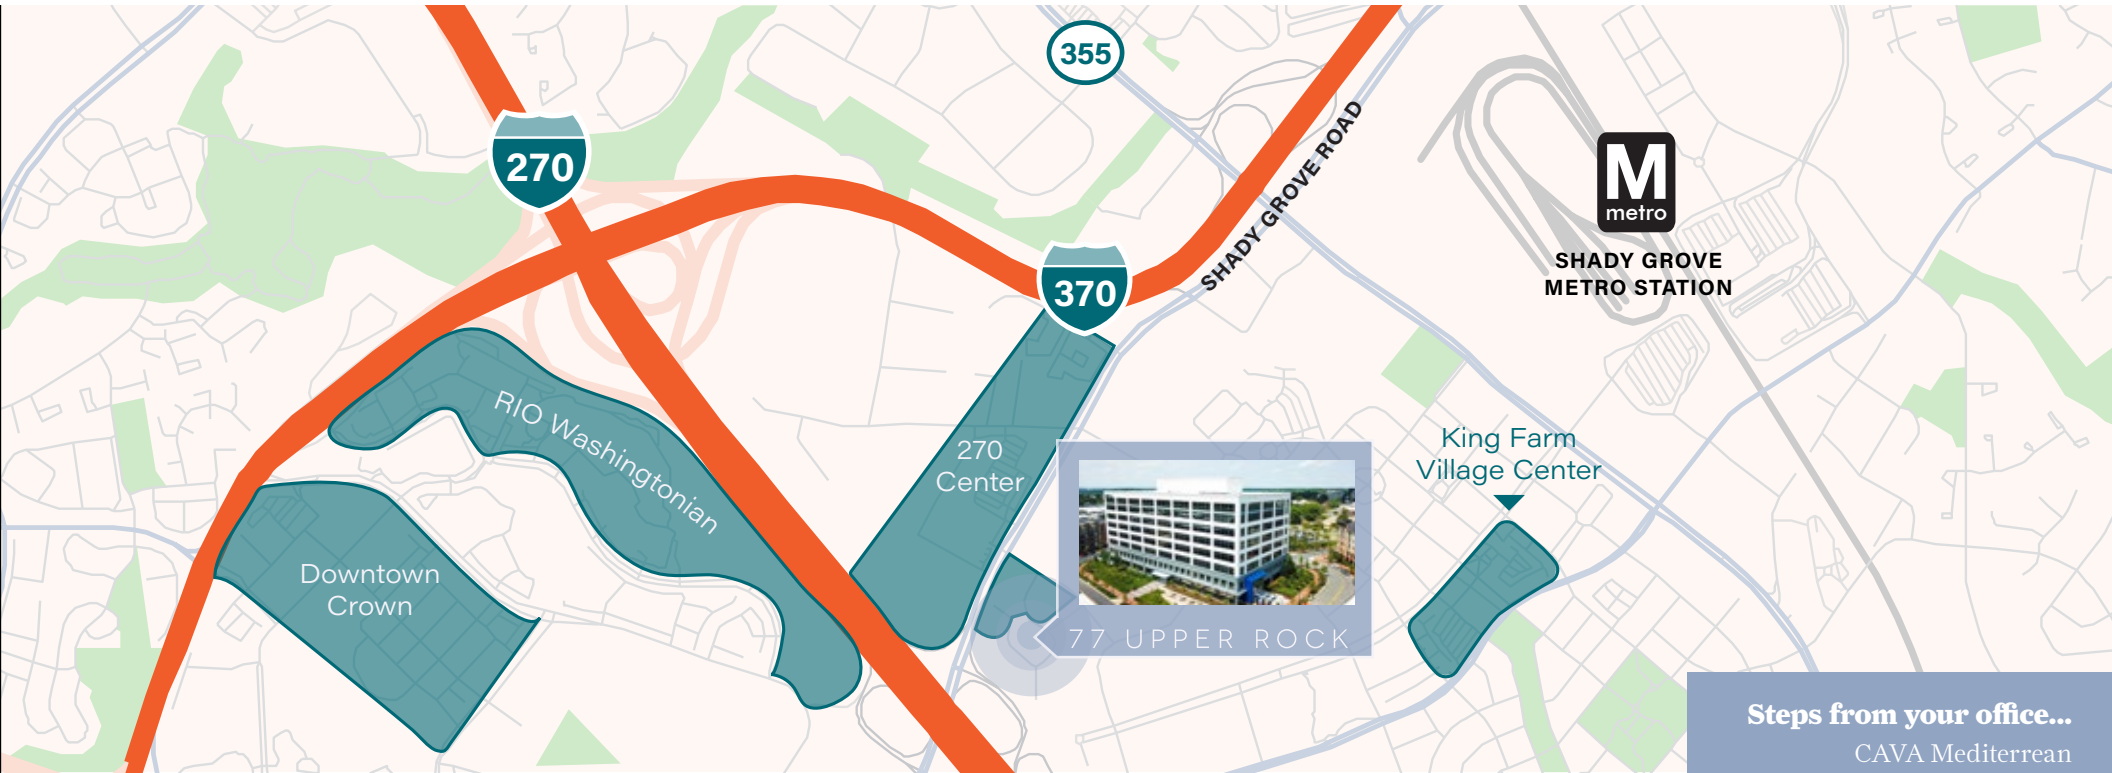 355
270
M
metro
SHADY GROVE ROAD
SHADY GROVE
METRO STATION
370
RIO Washingtonian
270
Center
King Farm
Village Center
Downtown
Crown
77 UPPER ROCK
Steps from your office...
CAVA Mediterrean